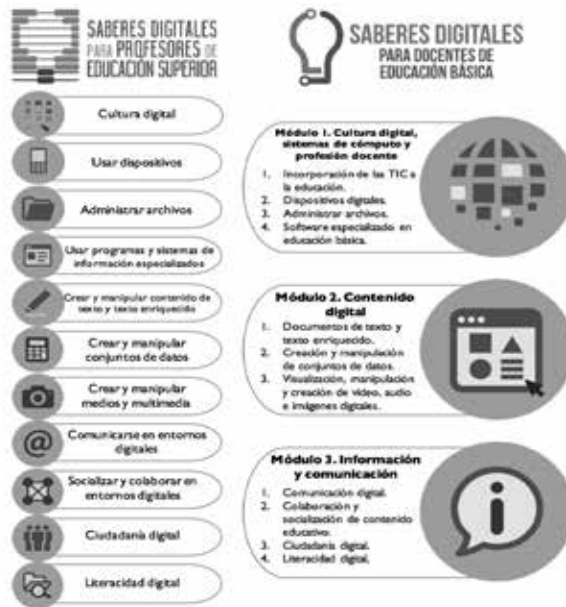 SABERES DIGITALES
PARA PROFESORES DE
EDUCACIÓN SUPERIOR
Cultura digital
Usar dispositivos
Administrar archivos
Usar programas y sistemas de
información especializados
Crear y manipular contenido de
texto y texto enriquecido
Crear y manipular
conjuntos de datos
Crear y manipular
medios y multimedia
@
Comunicarse en entornos
digitales
Socializar y colaborar en
entornos digitales
Ciudadanía digital
Literacidad digital
SABERES DIGITALES
PARA DOCENTES DE
EDUCACIÓN BÁSICA
Módulo 1. Cultura digital,
sistemas de cómputo y
profesión docente
1. Incorporación de las TIC a
la educación.
2. Dispositivos digitales.
3. Administrar archivos.
4. Software especializado en
educación básica.
Módulo 2. Contenido
digital
1. Documentos de texto y
texto enriquecido.
2. Creación y manipulación
de conjuntos de datos.
3. Visualización, manipulación
y creación de video, audio
e imágenes digitales.
Módulo 3. Información
y comunicación
1. Comunicación digital.
2. Colaboración y
socialización de contenido
educativo.
3. Ciudadanía digital.
4. Literacidad digital.
i